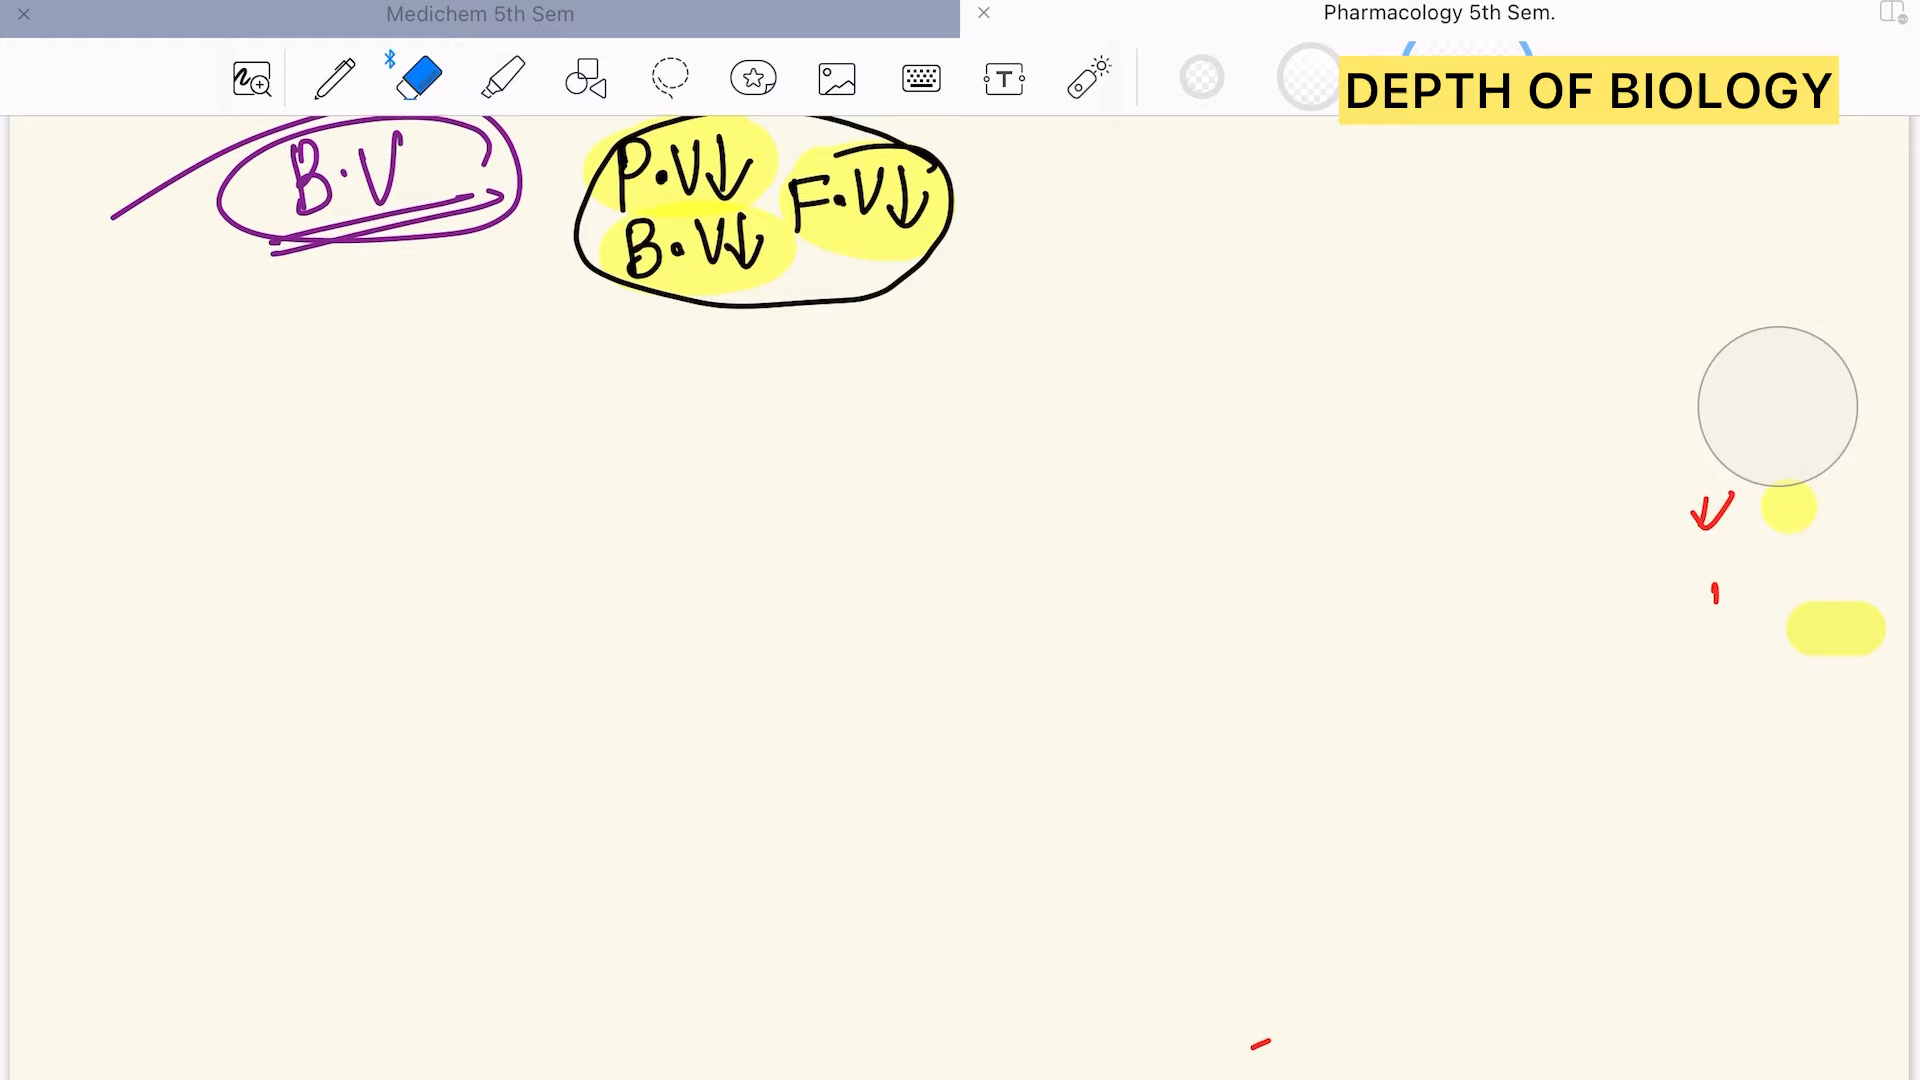 Medichem 5th Sem
Pharmacology 5th Sem.
DEPTH OF BIOLOGY
B.V
P.V↓
F.V↓
B.V↓